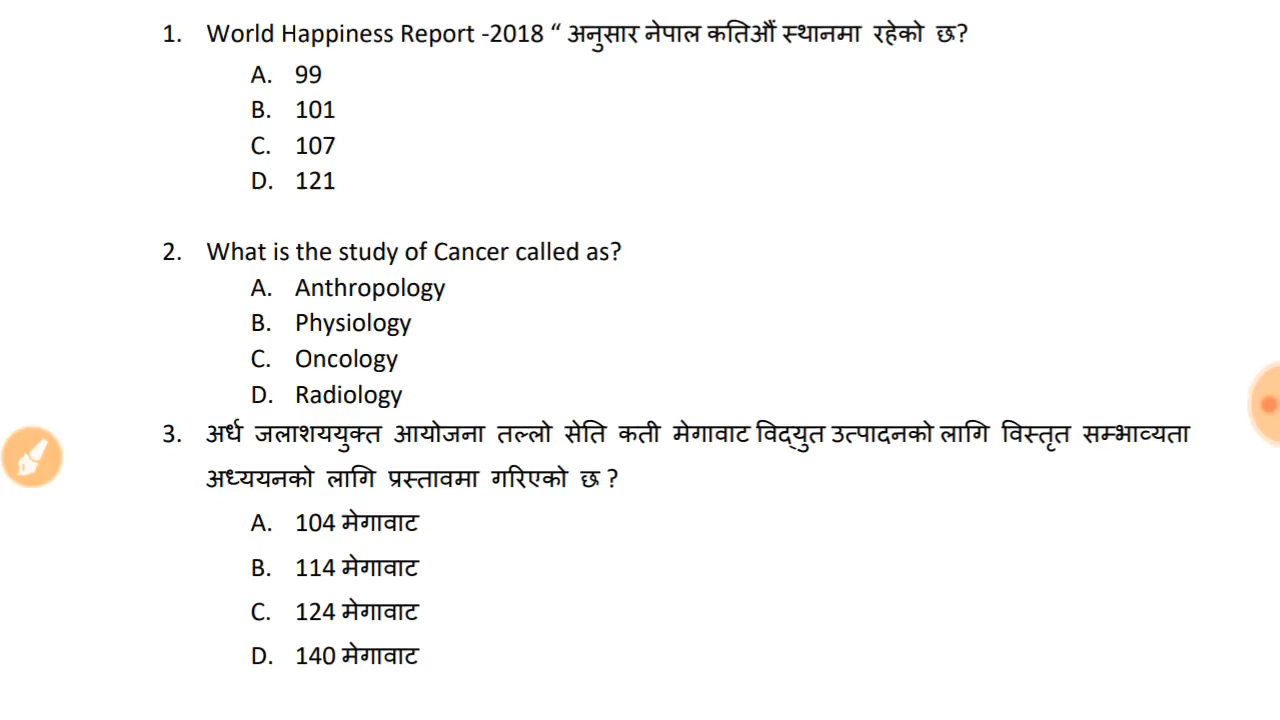 1. World Happiness Report -2018 “ अनुसार नेपाल कतिऔं स्थानमा रहेको छ?
A. 99
B. 101
C. 107
D. 121
2. What is the study of Cancer called as?
A. Anthropology
B. Physiology
C. Oncology
D. Radiology
3. अर्ध जलाशययुक्त आयोजना तल्लो सेति कती मेगावाट विद्युत उत्पादनको लागि विस्तृत सम्भाव्यता
अध्ययनको लागि प्रस्तावमा गरिएको छ ?
A. 104 मेगावाट
B. 114 मेगावाट
C. 124 मेगावाट
D. 140 मेगावाट